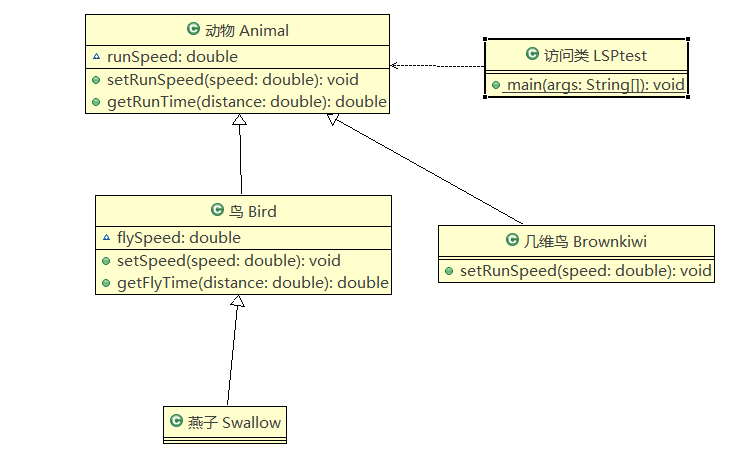 动物 Animal
runSpeed: double
setRunSpeed(speed: double): void
getRunTime(distance: double): double
访问类 LSPtest
main(args: String[]): void
鸟 Bird
flySpeed: double
setSpeed(speed: double): void
getFlyTime(distance: double): double
几维鸟 Brownkiwi
setRunSpeed(speed: double): void
燕子 Swallow